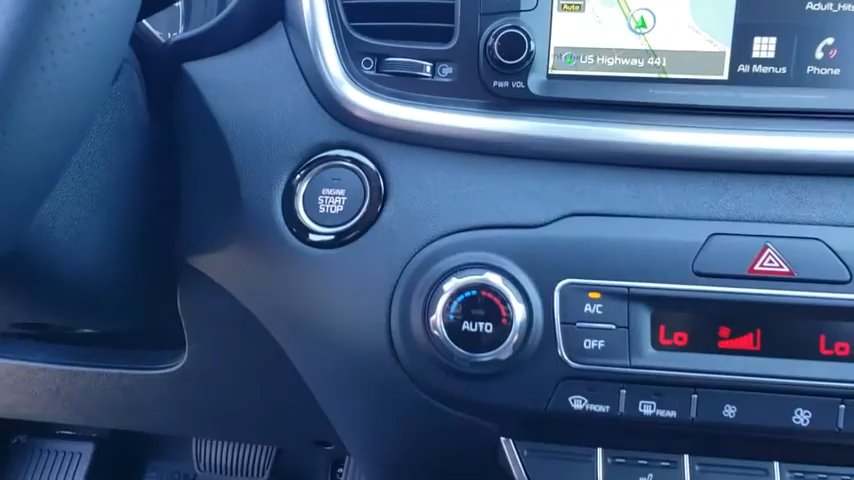 Auto
Adult_Hits
US Highway 441
All Menus
Phone
PWR VOL
ENGINE
START
STOP
AUTO
A/C
OFF
Lo
Lo
FRONT
REAR